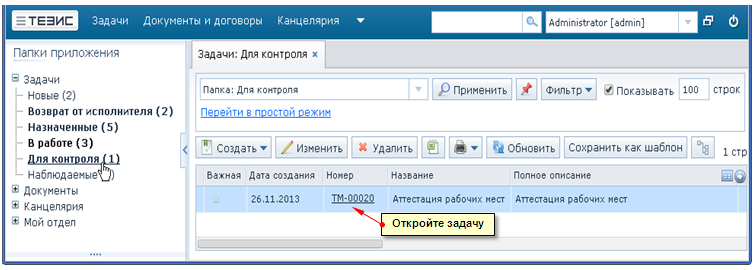 ТЕЗИС Задачи Документы и договоры Канцелярия Administrator [admin]
Папки приложения
Задачи
Новые (2)
Возврат от исполнителя (2)
Назначенные (5)
В работе (3)
Для контроля (1)
Наблюдаемые
Документы
Канцелярия
Мой отдел
Задачи: Для контроля ×
Папка: Для контроля Применить Фильтр Показывать 100 строк
Перейти в простой режим
Создать Изменить Удалить Обновить Сохранить как шаблон 1 стр
Важная Дата создания Номер Название Полное описание
26.11.2013 ТМ-00020 Аттестация рабочих мест Аттестация рабочих мест
Откройте задачу